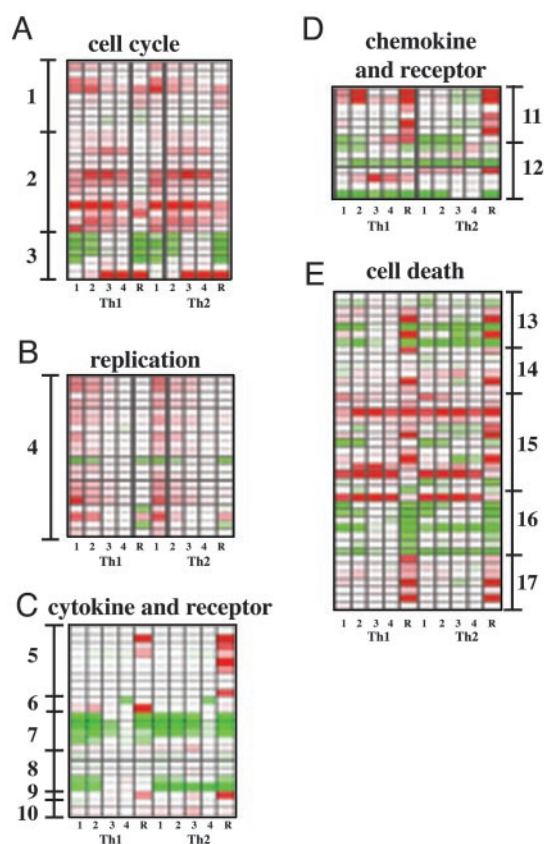 A
cell cycle
1
2
3
1 2 3 4 R 1 2 3 4 R
Th1 Th2
B
replication
4
1 2 3 4 R 1 2 3 4 R
Th1 Th2
C
cytokine and receptor
5
6
7
8
9
10
1 2 3 4 R 1 2 3 4 R
Th1 Th2
D
chemokine
and receptor
11
12
1 2 3 4 R 1 2 3 4 R
Th1 Th2
E
cell death
13
14
15
16
17
1 2 3 4 R 1 2 3 4 R
Th1 Th2